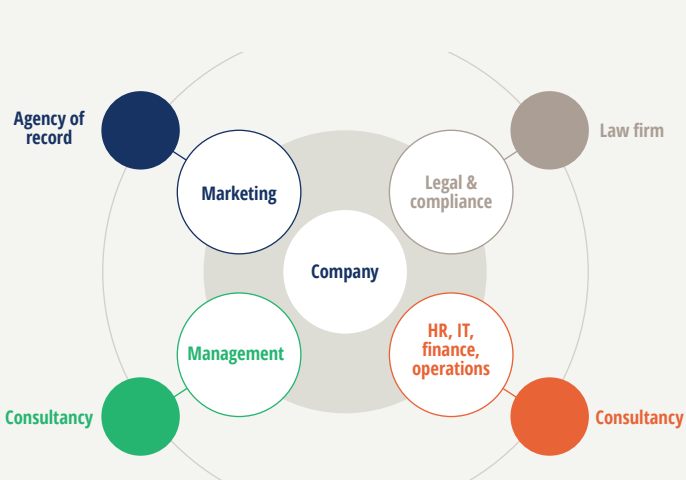 Agency of
record
Law firm
Marketing
Legal &
compliance
Company
Management
HR, IT,
finance,
operations
Consultancy
Consultancy